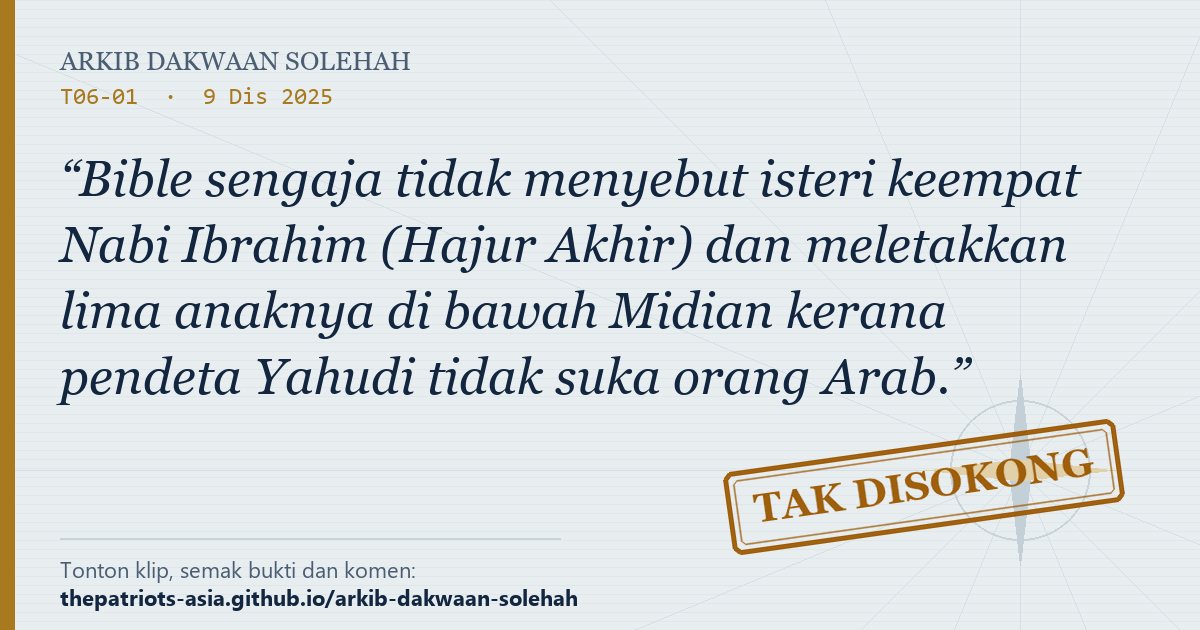 ARKIB DAKWAAN SOLEHAH
T06-01 · 9 Dis 2025
“Bible sengaja tidak menyebut isteri keempat
Nabi Ibrahim (Hajur Akhir) dan meletakkan
lima anaknya di bawah Midian kerana
pendeta Yahudi tidak suka orang Arab.”
TAK DISOKONG
Tonton klip, semak bukti dan komen:
thepatriots-asia.github.io/arkib-dakwaan-solehah